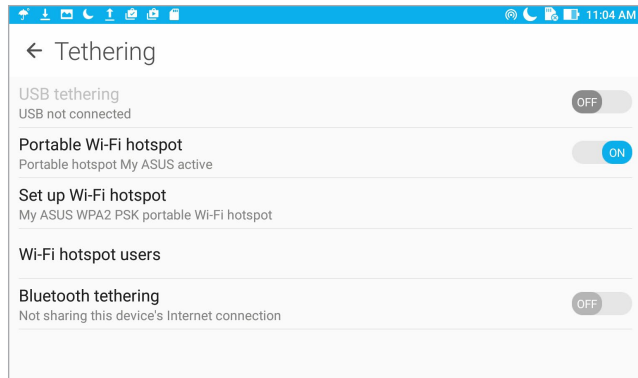 11:04 AM
Tethering
USB tethering
OFF
USB not connected
Portable Wi-Fi hotspot
ON
Portable hotspot My ASUS active
Set up Wi-Fi hotspot
My ASUS WPA2 PSK portable Wi-Fi hotspot
Wi-Fi hotspot users
Bluetooth tethering
OFF
Not sharing this device's Internet connection